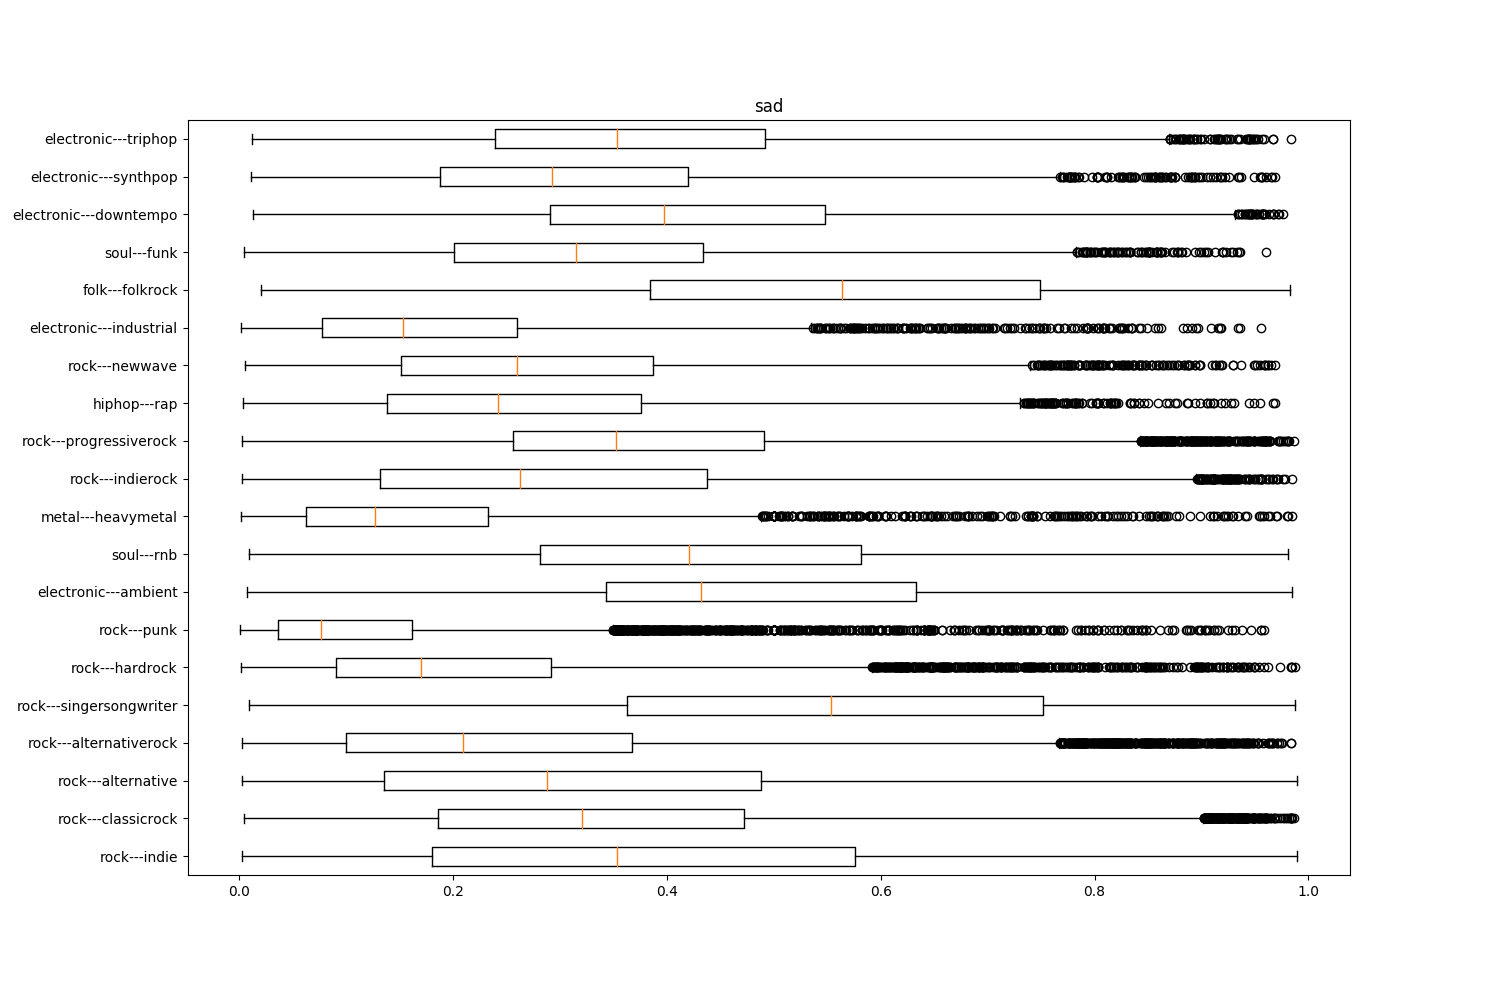 sad
electronic---triphop
electronic---synthpop
electronic---downtempo
soul---funk
folk---folkrock
electronic---industrial
rock---newwave
hiphop---rap
rock---progressiverock
rock---indierock
metal---heavymetal
soul---rnb
electronic---ambient
rock---punk
rock---hardrock
rock---singersongwriter
rock---alternativerock
rock---alternative
rock---classicrock
rock---indie
0.0 0.2 0.4 0.6 0.8 1.0